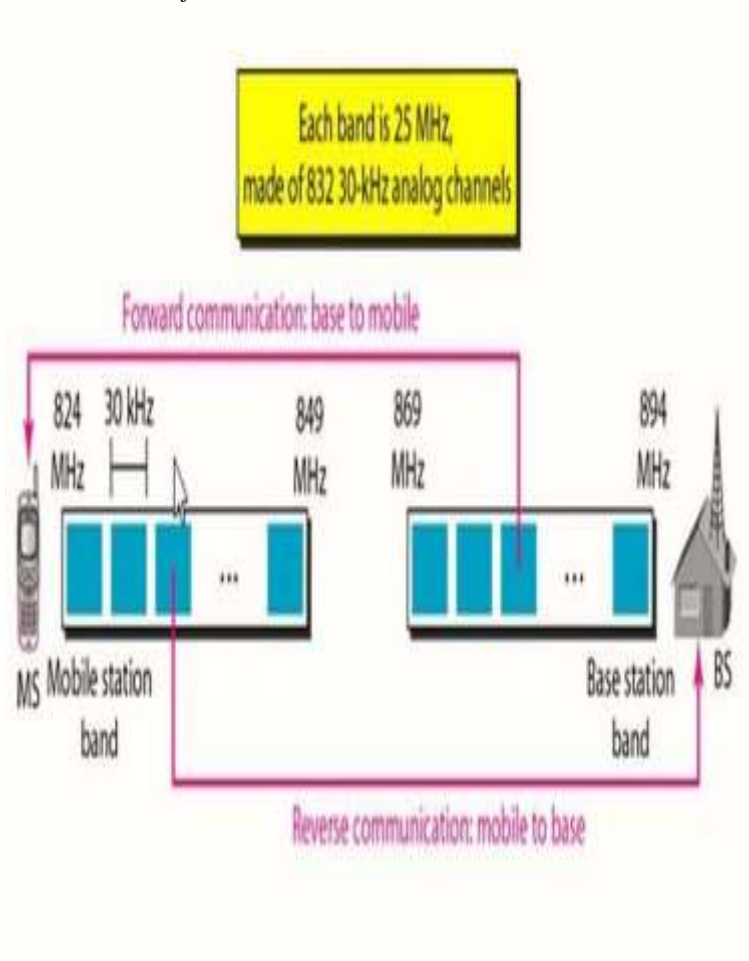 Each band is 25 MHz,
made of 832 30-kHz analog channels
Forward communication: base to mobile
824
MHz
30 kHz
849
MHz
869
MHz
894
MHz
...
...
MS
Mobile station
band
Base station
band
BS
Reverse communication: mobile to base